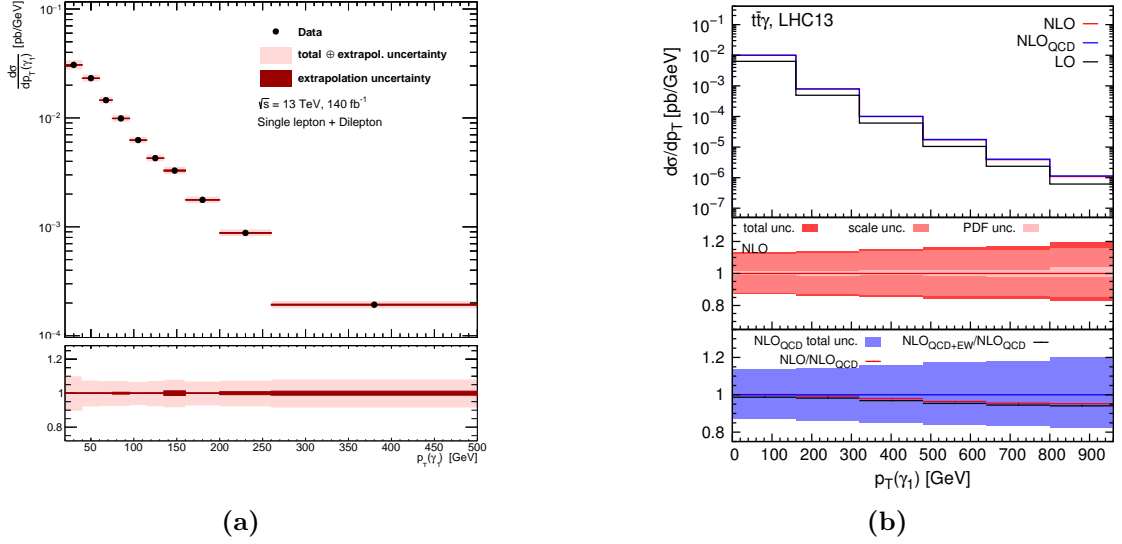 10⁻¹
10⁻²
10⁻³
10⁻⁴
dσ/dp_T(γ₁) [pb/GeV]
Data
total ⊕ extrapol. uncertainty
extrapolation uncertainty
√s = 13 TeV, 140 fb⁻¹
Single lepton + Dilepton
1.2
1
0.8
50 100 150 200 250 300 350 400 450 500
p_T(γ₁) [GeV]
(a)
tt̄γ, LHC13
NLO
NLO_QCD
LO
10⁻¹
10⁻²
10⁻³
10⁻⁴
10⁻⁵
10⁻⁶
10⁻⁷
dσ/dp_T [pb/GeV]
total unc. scale unc. PDF unc.
NLO
1.2
1
0.8
NLO_QCD total unc. NLO_QCD+EW/NLO_QCD
NLO/NLO_QCD
1.2
1
0.8
0 100 200 300 400 500 600 700 800 900
p_T(γ₁) [GeV]
(b)